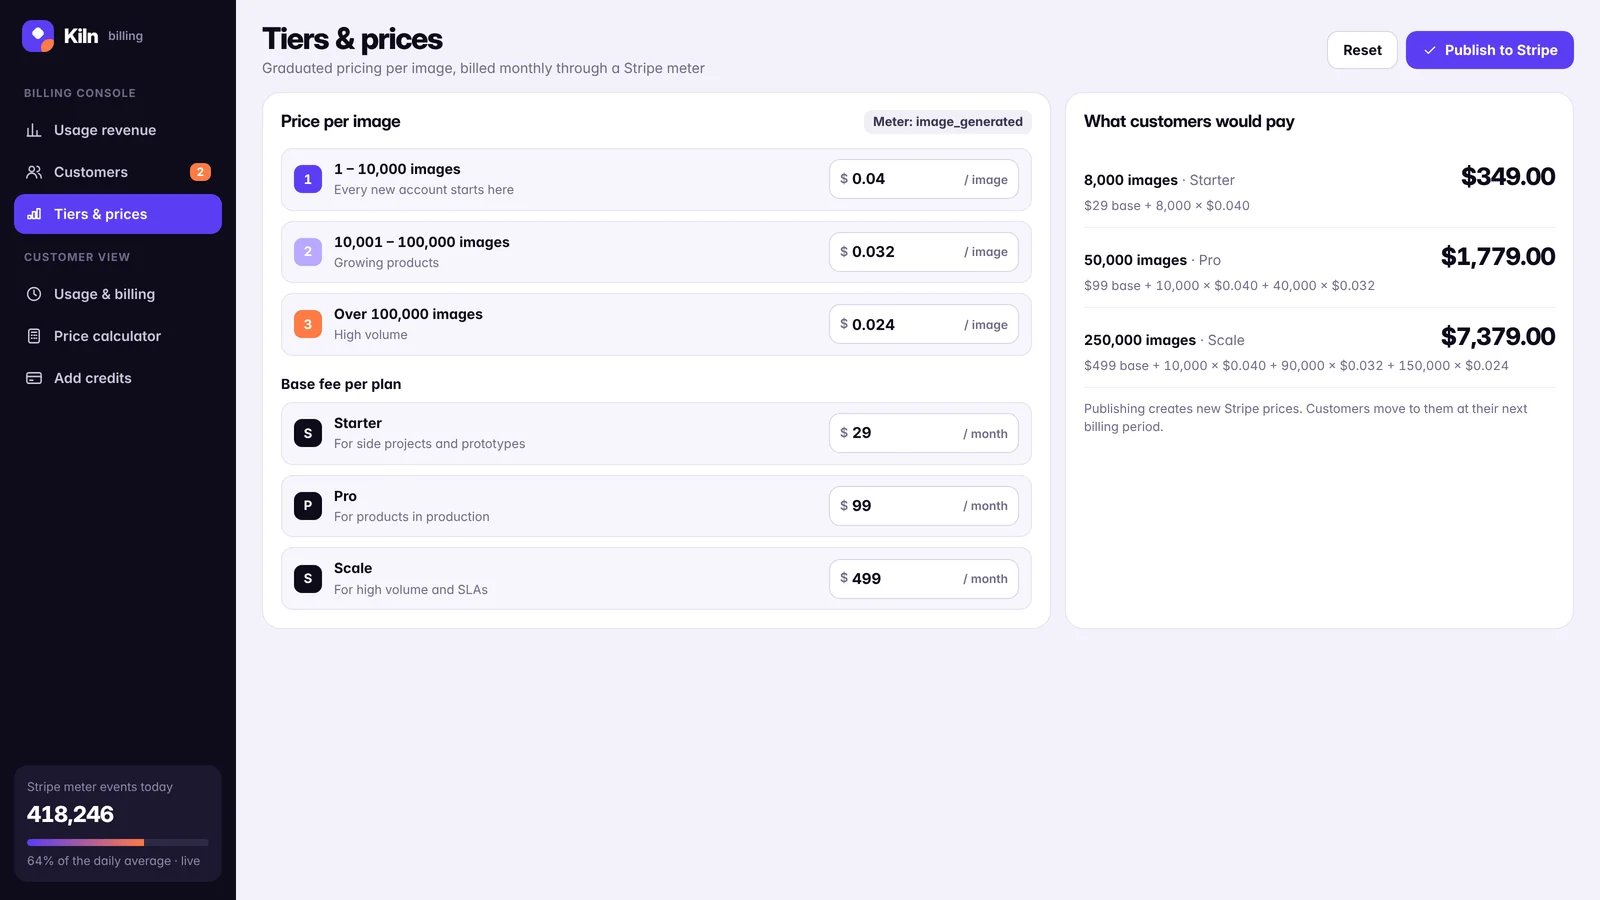 Kiln billing
BILLING CONSOLE
Usage revenue
Customers 2
Tiers & prices
CUSTOMER VIEW
Usage & billing
Price calculator
Add credits
Stripe meter events today
418,246
64% of the daily average · live
Tiers & prices
Graduated pricing per image, billed monthly through a Stripe meter
Reset
Publish to Stripe
Price per image
Meter: image_generated
1 1 – 10,000 images
Every new account starts here
$ 0.04 / image
2 10,001 – 100,000 images
Growing products
$ 0.032 / image
3 Over 100,000 images
High volume
$ 0.024 / image
Base fee per plan
S Starter
For side projects and prototypes
$ 29 / month
P Pro
For products in production
$ 99 / month
S Scale
For high volume and SLAs
$ 499 / month
What customers would pay
8,000 images · Starter $349.00
$29 base + 8,000 × $0.040
50,000 images · Pro $1,779.00
$99 base + 10,000 × $0.040 + 40,000 × $0.032
250,000 images · Scale $7,379.00
$499 base + 10,000 × $0.040 + 90,000 × $0.032 + 150,000 × $0.024
Publishing creates new Stripe prices. Customers move to them at their next
billing period.